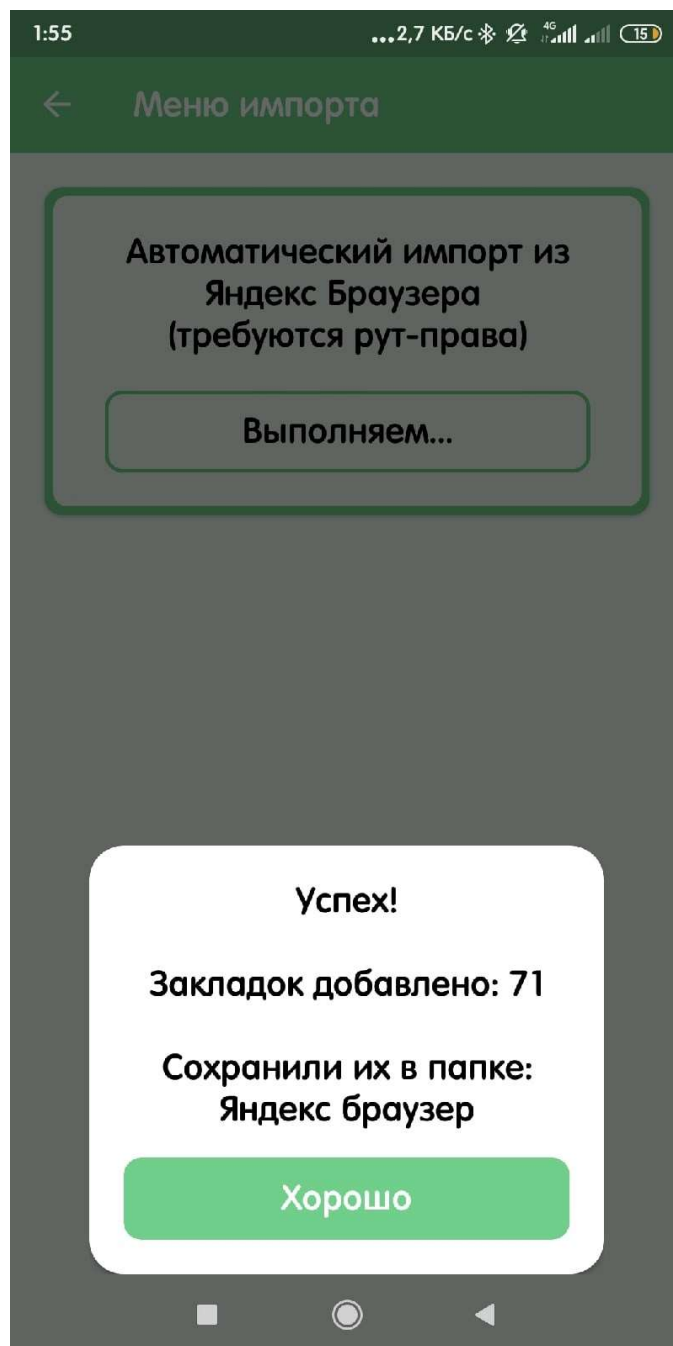 1:55
...2,7 КБ/с 4G 15
Меню импорта
Автоматический импорт из
Яндекс Браузера
(требуются рут-права)
Выполняем...
Успех!
Закладок добавлено: 71
Сохранили их в папке:
Яндекс браузер
Хорошо